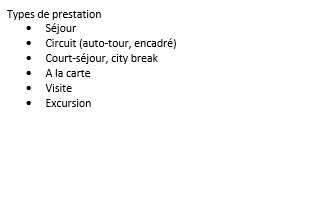 Types de prestation
• Séjour
• Circuit (auto-tour, encadré)
• Court-séjour, city break
• A la carte
• Visite
• Excursion